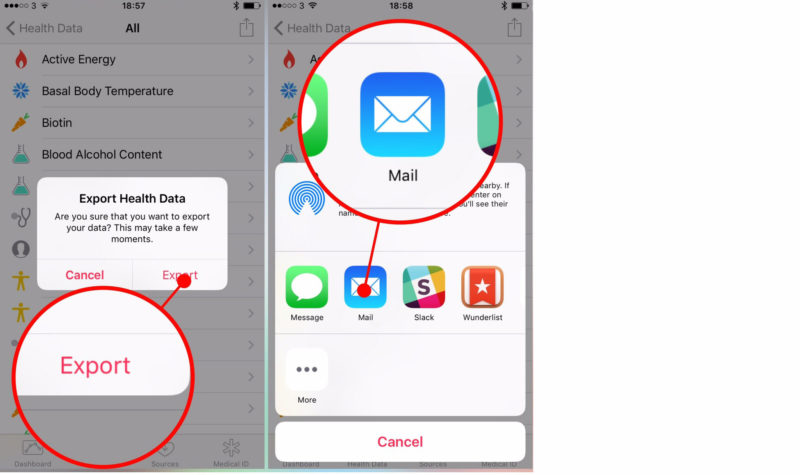 3 18:57
Health Data All
Active Energy
Basal Body Temperature
Biotin
Blood Alcohol Content
Export Health Data
Are you sure that you want to export
your data? This may take a few
moments.
Cancel Export
Export
Dashboard Sources Medical ID
3 18:58
Health Data
Mail
nearby. If
enter on
you'll see their
Message Mail Slack Wunderlist
S
More
Cancel
Dashboard Health Data Sources Medical ID